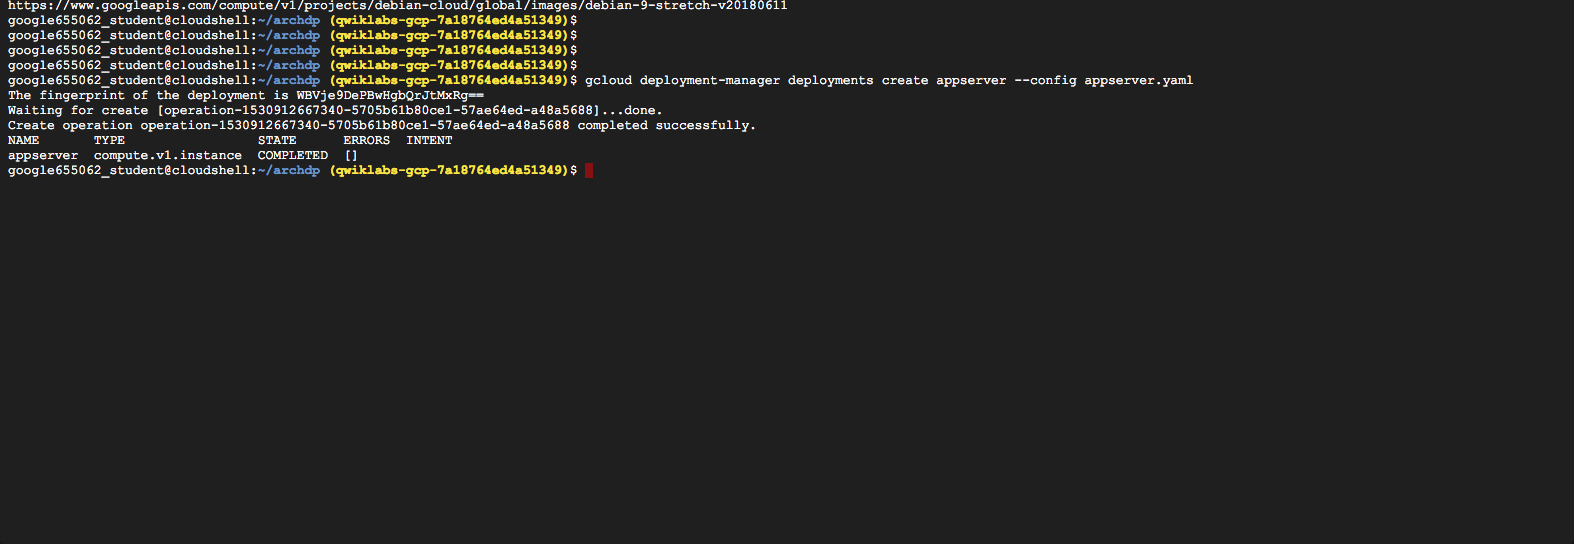 https://www.googleapis.com/compute/v1/projects/debian-cloud/global/images/debian-9-stretch-v20180611
google655062_student@cloudshell:~/archdp (qwiklabs-gcp-7a18764ed4a51349)$
google655062_student@cloudshell:~/archdp (qwiklabs-gcp-7a18764ed4a51349)$
google655062_student@cloudshell:~/archdp (qwiklabs-gcp-7a18764ed4a51349)$
google655062_student@cloudshell:~/archdp (qwiklabs-gcp-7a18764ed4a51349)$
google655062_student@cloudshell:~/archdp (qwiklabs-gcp-7a18764ed4a51349)$ gcloud deployment-manager deployments create appserver --config appserver.yaml
The fingerprint of the deployment is WBVje9DePBwHgbQrJtMxRg==
Waiting for create [operation-1530912667340-5705b61b80ce1-57ae64ed-a48a5688]...done.
Create operation operation-1530912667340-5705b61b80ce1-57ae64ed-a48a5688 completed successfully.
NAME       TYPE                 STATE      ERRORS  INTENT
appserver  compute.v1.instance  COMPLETED  []
google655062_student@cloudshell:~/archdp (qwiklabs-gcp-7a18764ed4a51349)$